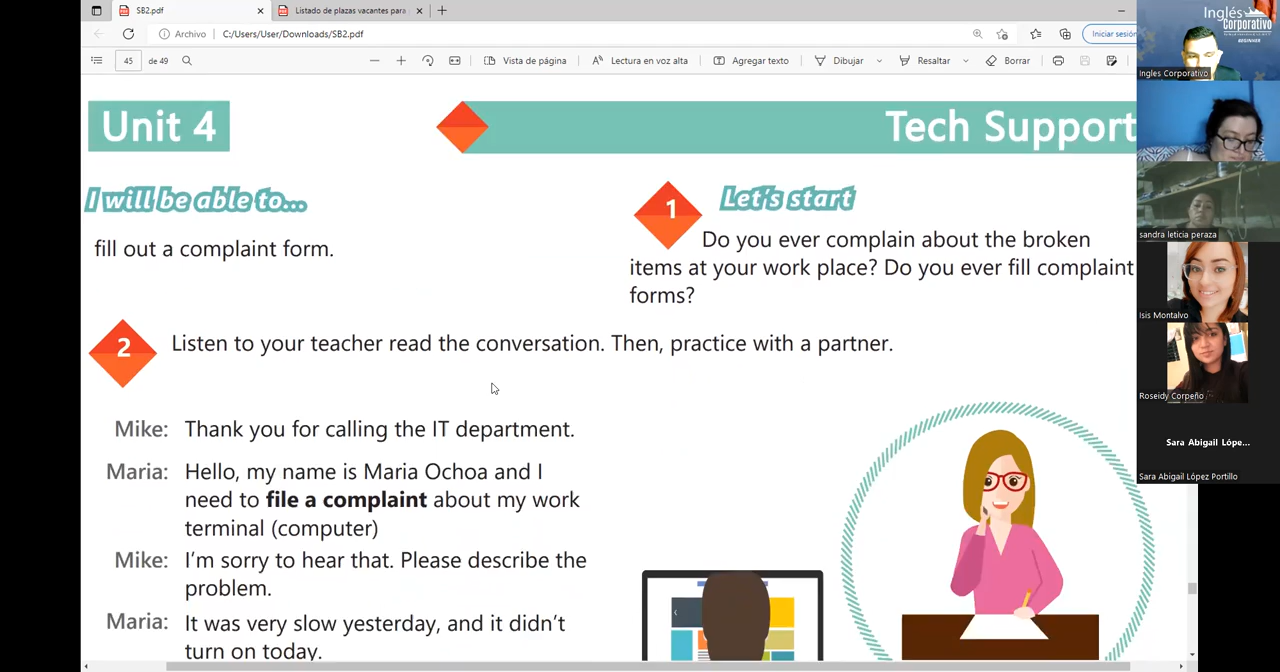 SB2.pdf
Listado de plazas vacantes para
Archivo
C:/Users/User/Downloads/SB2.pdf
Iniciar sesión
45
de 49
Vista de página
Lectura en voz alta
Agregar texto
Dibujar
Resaltar
Borrar
Unit 4
Tech Support
I will be able to...
fill out a complaint form.
1
Let's start
Do you ever complain about the broken
items at your work place? Do you ever fill complaint
forms?
2
Listen to your teacher read the conversation. Then, practice with a partner.
Mike: Thank you for calling the IT department.
Maria: Hello, my name is Maria Ochoa and I
need to file a complaint about my work
terminal (computer)
Mike: I'm sorry to hear that. Please describe the
problem.
Maria: It was very slow yesterday, and it didn't
turn on today.
Inglés
Corporativo
BEGINNER
Ingles Corporativo
sandra leticia peraza
Isis Montalvo
Roseidy Corpeño
Sara Abigail Lópe...
Sara Abigail López Portillo